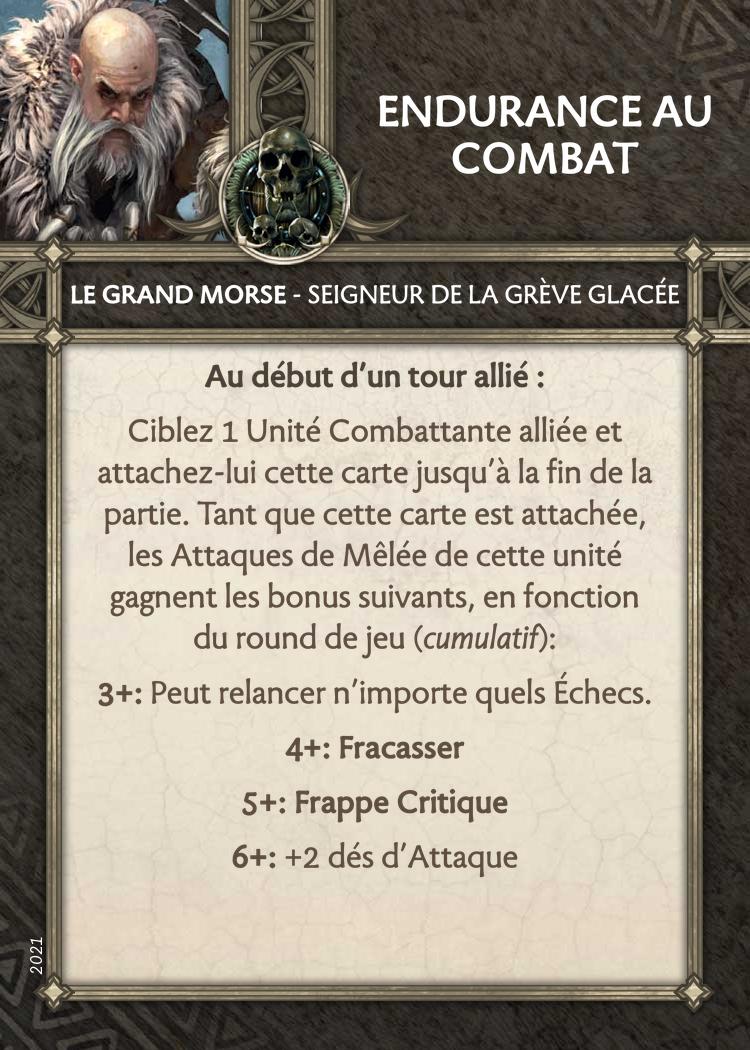 ENDURANCE AU
COMBAT
LE GRAND MORSE - SEIGNEUR DE LA GRÈVE GLACÉE
Au début d'un tour allié :
Ciblez 1 Unité Combattante alliée et
attachez-lui cette carte jusqu'à la fin de la
partie. Tant que cette carte est attachée,
les Attaques de Mêlée de cette unité
gagnent les bonus suivants, en fonction
du round de jeu (cumulatif):
3+: Peut relancer n'importe quels Échecs.
4+: Fracasser
5+: Frappe Critique
6+: +2 dés d'Attaque
2021